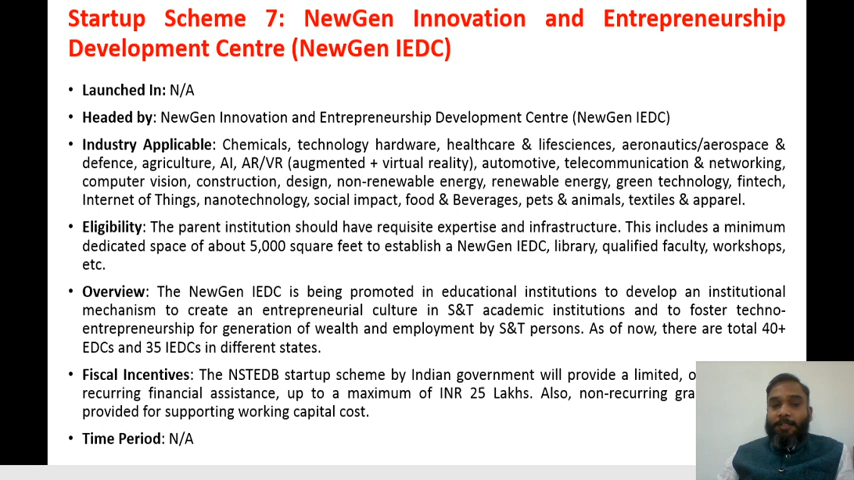 Startup Scheme 7: NewGen Innovation and Entrepreneurship
Development Centre (NewGen IEDC)
• Launched In: N/A
• Headed by: NewGen Innovation and Entrepreneurship Development Centre (NewGen IEDC)
• Industry Applicable: Chemicals, technology hardware, healthcare & lifesciences, aeronautics/aerospace &
defence, agriculture, AI, AR/VR (augmented + virtual reality), automotive, telecommunication & networking,
computer vision, construction, design, non-renewable energy, renewable energy, green technology, fintech,
Internet of Things, nanotechnology, social impact, food & Beverages, pets & animals, textiles & apparel.
• Eligibility: The parent institution should have requisite expertise and infrastructure. This includes a minimum
dedicated space of about 5,000 square feet to establish a NewGen IEDC, library, qualified faculty, workshops,
etc.
• Overview: The NewGen IEDC is being promoted in educational institutions to develop an institutional
mechanism to create an entrepreneurial culture in S&T academic institutions and to foster techno-
entrepreneurship for generation of wealth and employment by S&T persons. As of now, there are total 40+
EDCs and 35 IEDCs in different states.
• Fiscal Incentives: The NSTEDB startup scheme by Indian government will provide a limited,
recurring financial assistance, up to a maximum of INR 25 Lakhs. Also, non-recurring
provided for supporting working capital cost.
• Time Period: N/A